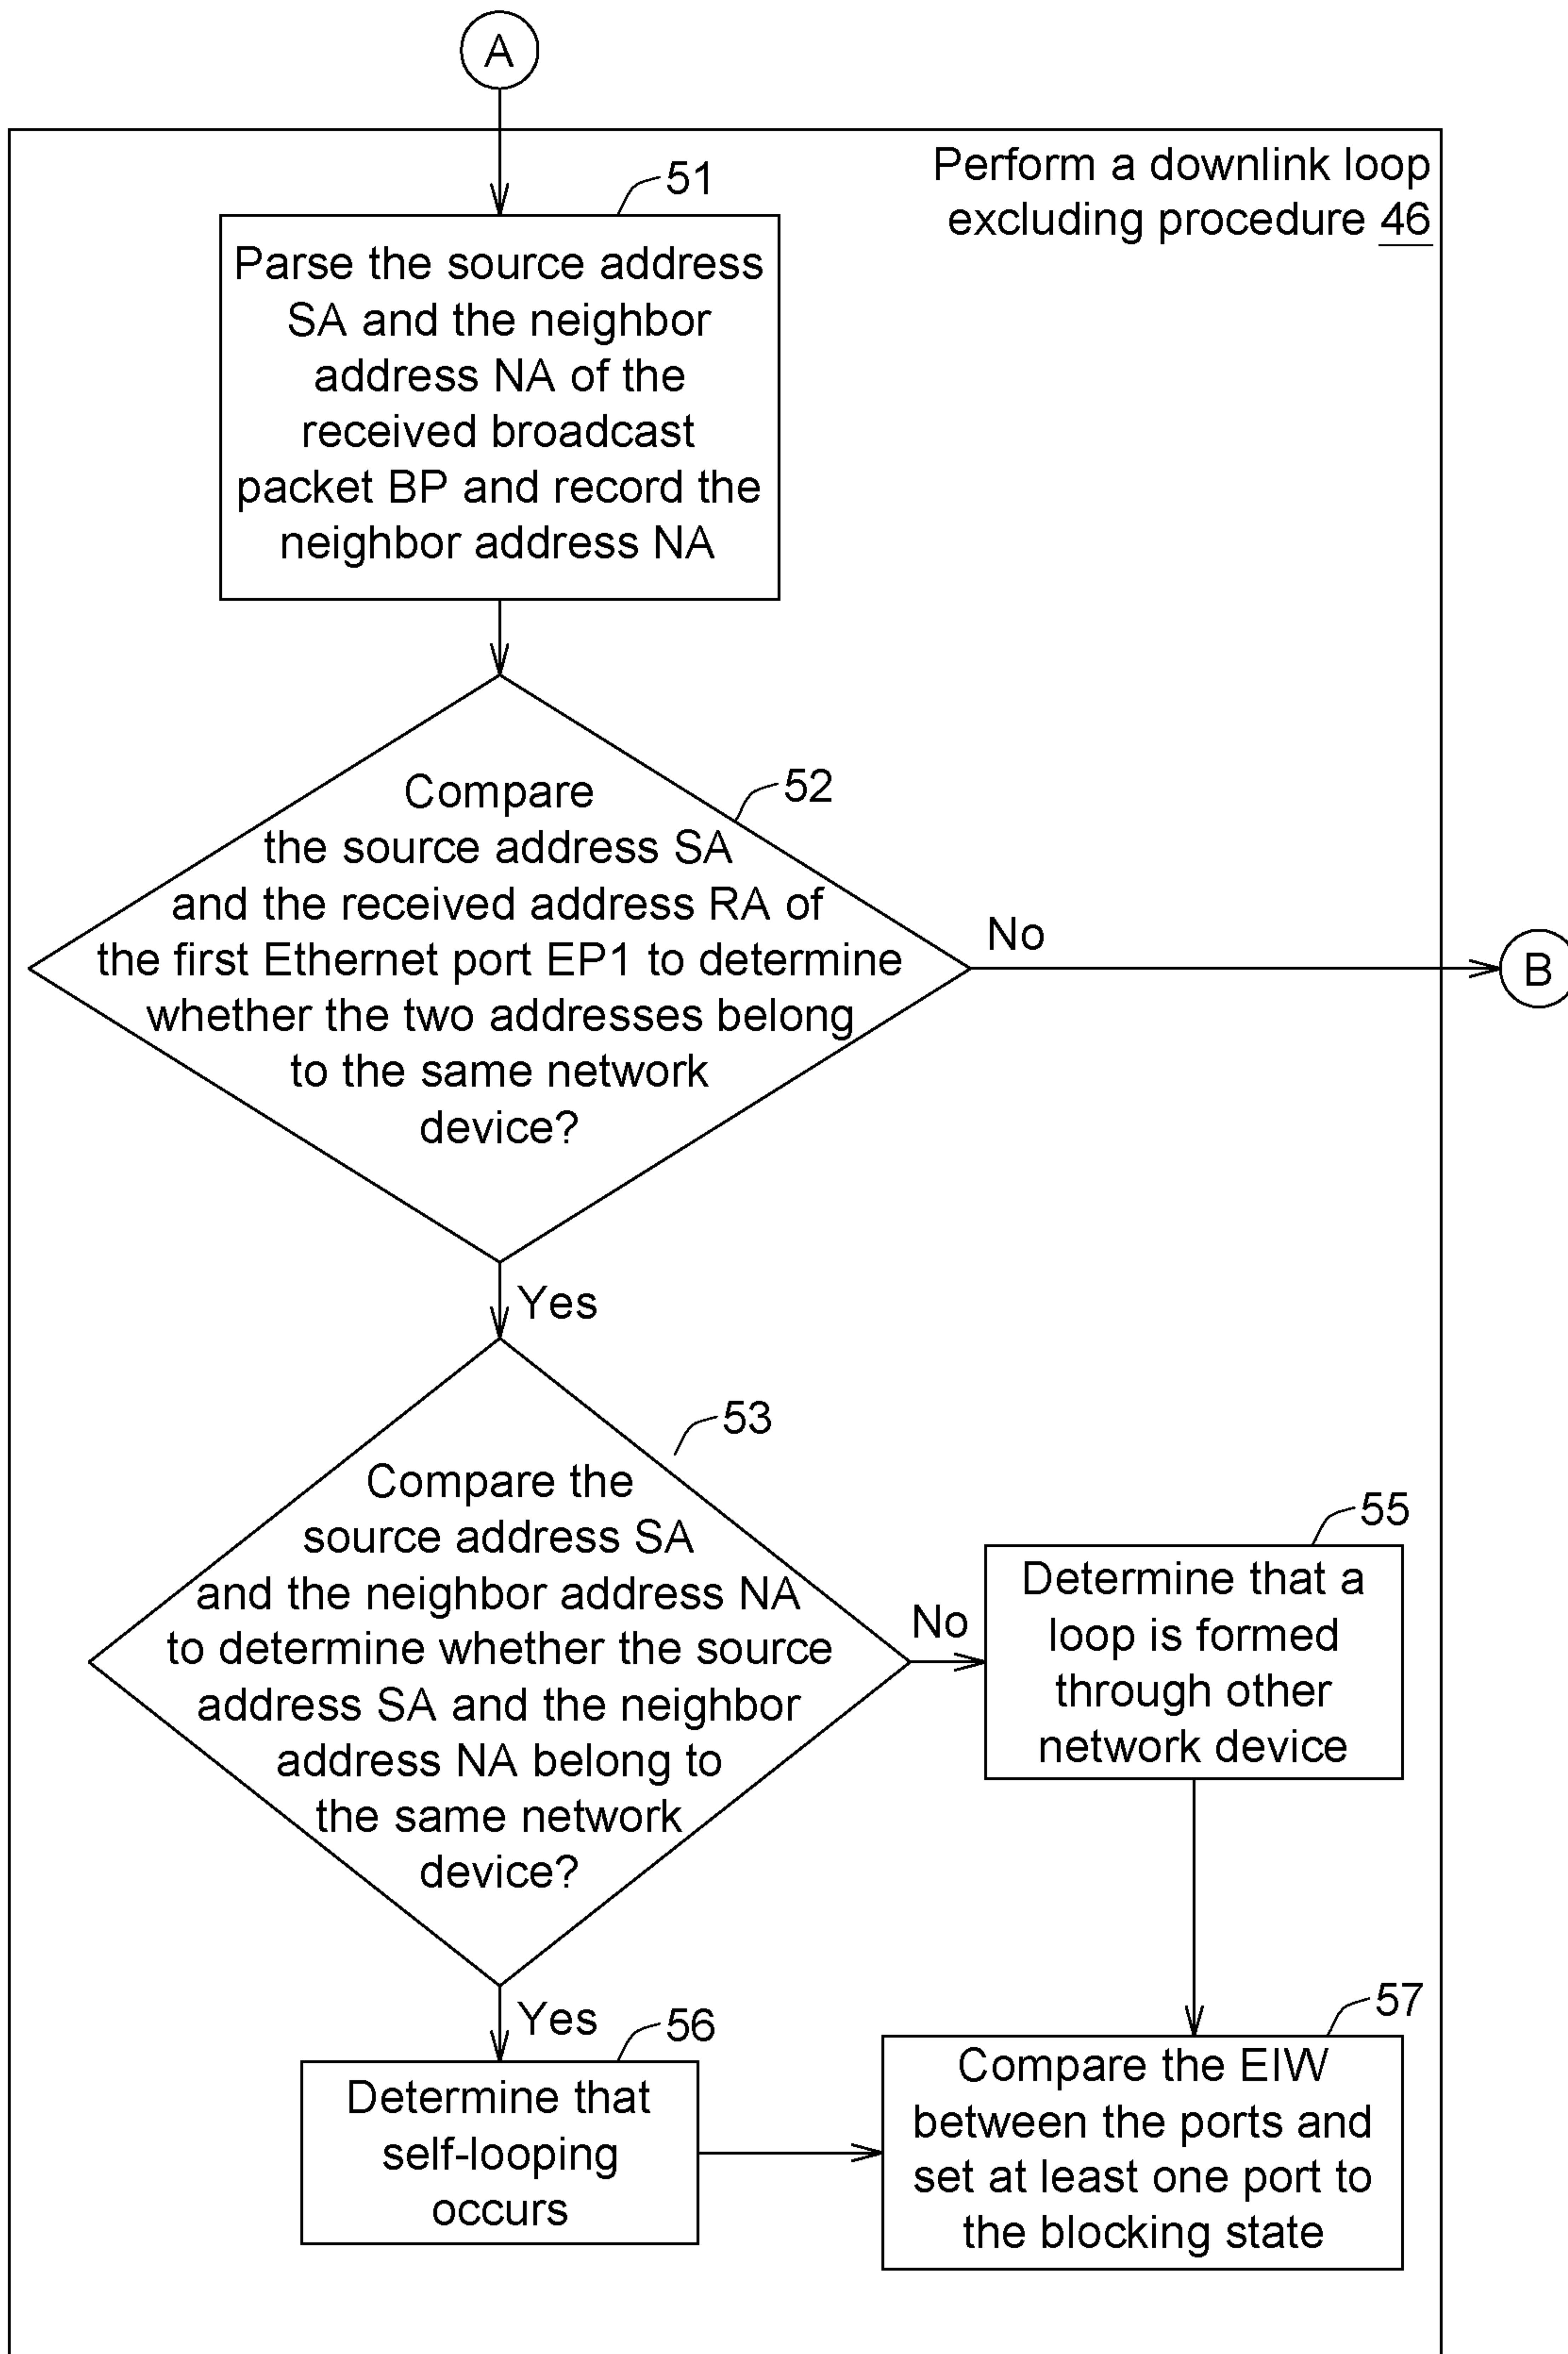 A
Perform a downlink loop
excluding procedure 46
51
Parse the source address
SA and the neighbor
address NA of the
received broadcast
packet BP and record the
neighbor address NA
52
Compare
the source address SA
and the received address RA of
the first Ethernet port EP1 to determine
whether the two addresses belong
to the same network
device?
No
B
Yes
53
Compare the
source address SA
and the neighbor address NA
to determine whether the source
address SA and the neighbor
address NA belong to
the same network
device?
No
55
Determine that a
loop is formed
through other
network device
Yes
56
Determine that
self-looping
occurs
57
Compare the EIW
between the ports and
set at least one port to
the blocking state